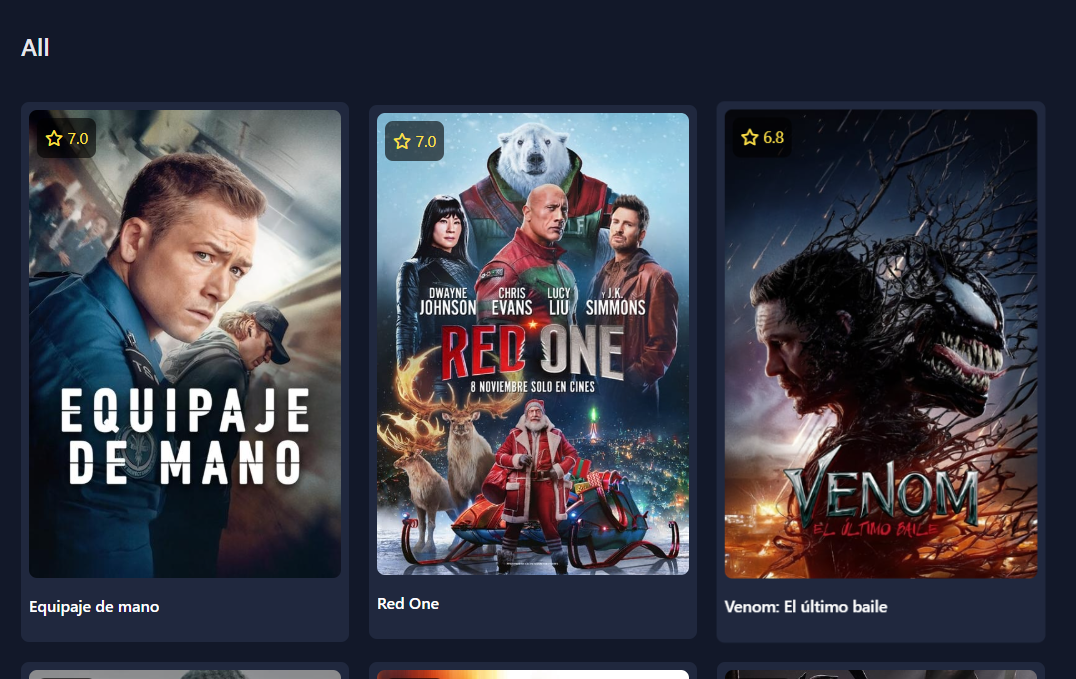 All
7.0
EQUIPAJE
DE MANO
Equipaje de mano
7.0
DWAYNE JOHNSON CHRIS EVANS LUCY LIU Y J.K. SIMMONS
RED ONE
8 NOVIEMBRE SOLO EN CINES
Red One
6.8
VENOM
EL ÚLTIMO BAILE
Venom: El último baile